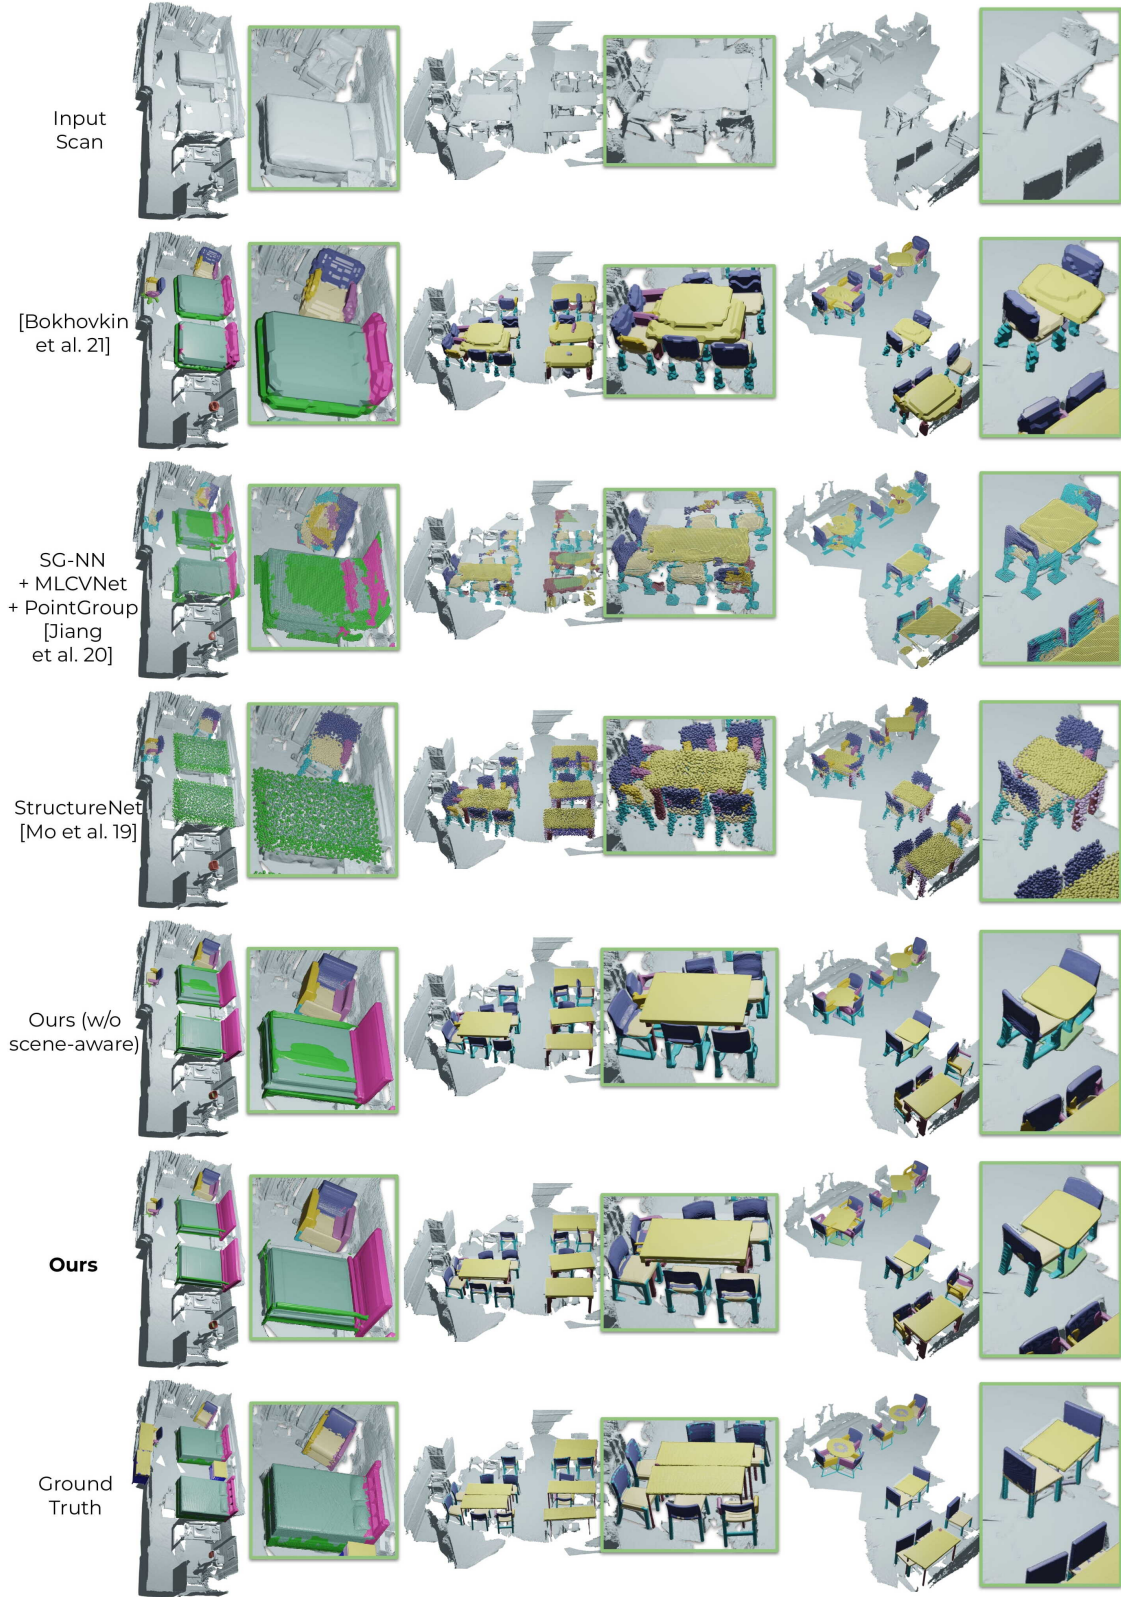 Input
Scan
[Bokhovkin
et al. 21]
SG-NN
+ MLCVNet
+ PointGroup
[Jiang
et al. 20]
StructureNet
[Mo et al. 19]
Ours (w/o
scene-aware)
Ours
Ground
Truth